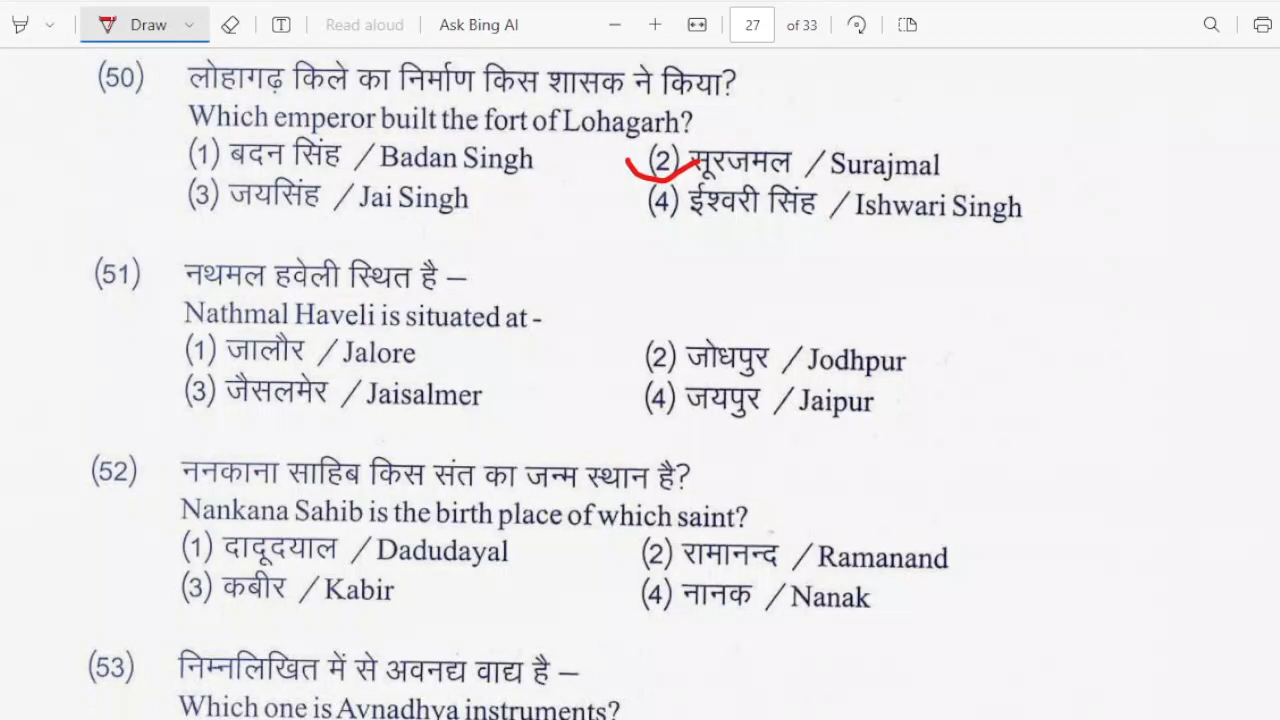 Draw
Read aloud
Ask Bing AI
27 of 33
(50) लोहागढ़ किले का निर्माण किस शासक ने किया?
Which emperor built the fort of Lohagarh?
(1) बदन सिंह / Badan Singh (2) सूरजमल / Surajmal
(3) जयसिंह / Jai Singh (4) ईश्वरी सिंह / Ishwari Singh
(51) नथमल हवेली स्थित है –
Nathmal Haveli is situated at -
(1) जालौर / Jalore (2) जोधपुर / Jodhpur
(3) जैसलमेर / Jaisalmer (4) जयपुर / Jaipur
(52) ननकाना साहिब किस संत का जन्म स्थान है?
Nankana Sahib is the birth place of which saint?
(1) दादूदयाल / Dadudayal (2) रामानन्द / Ramanand
(3) कबीर / Kabir (4) नानक / Nanak
(53) निम्नलिखित में से अवनद्य वाद्य है –
Which one is Avnadhya instruments?